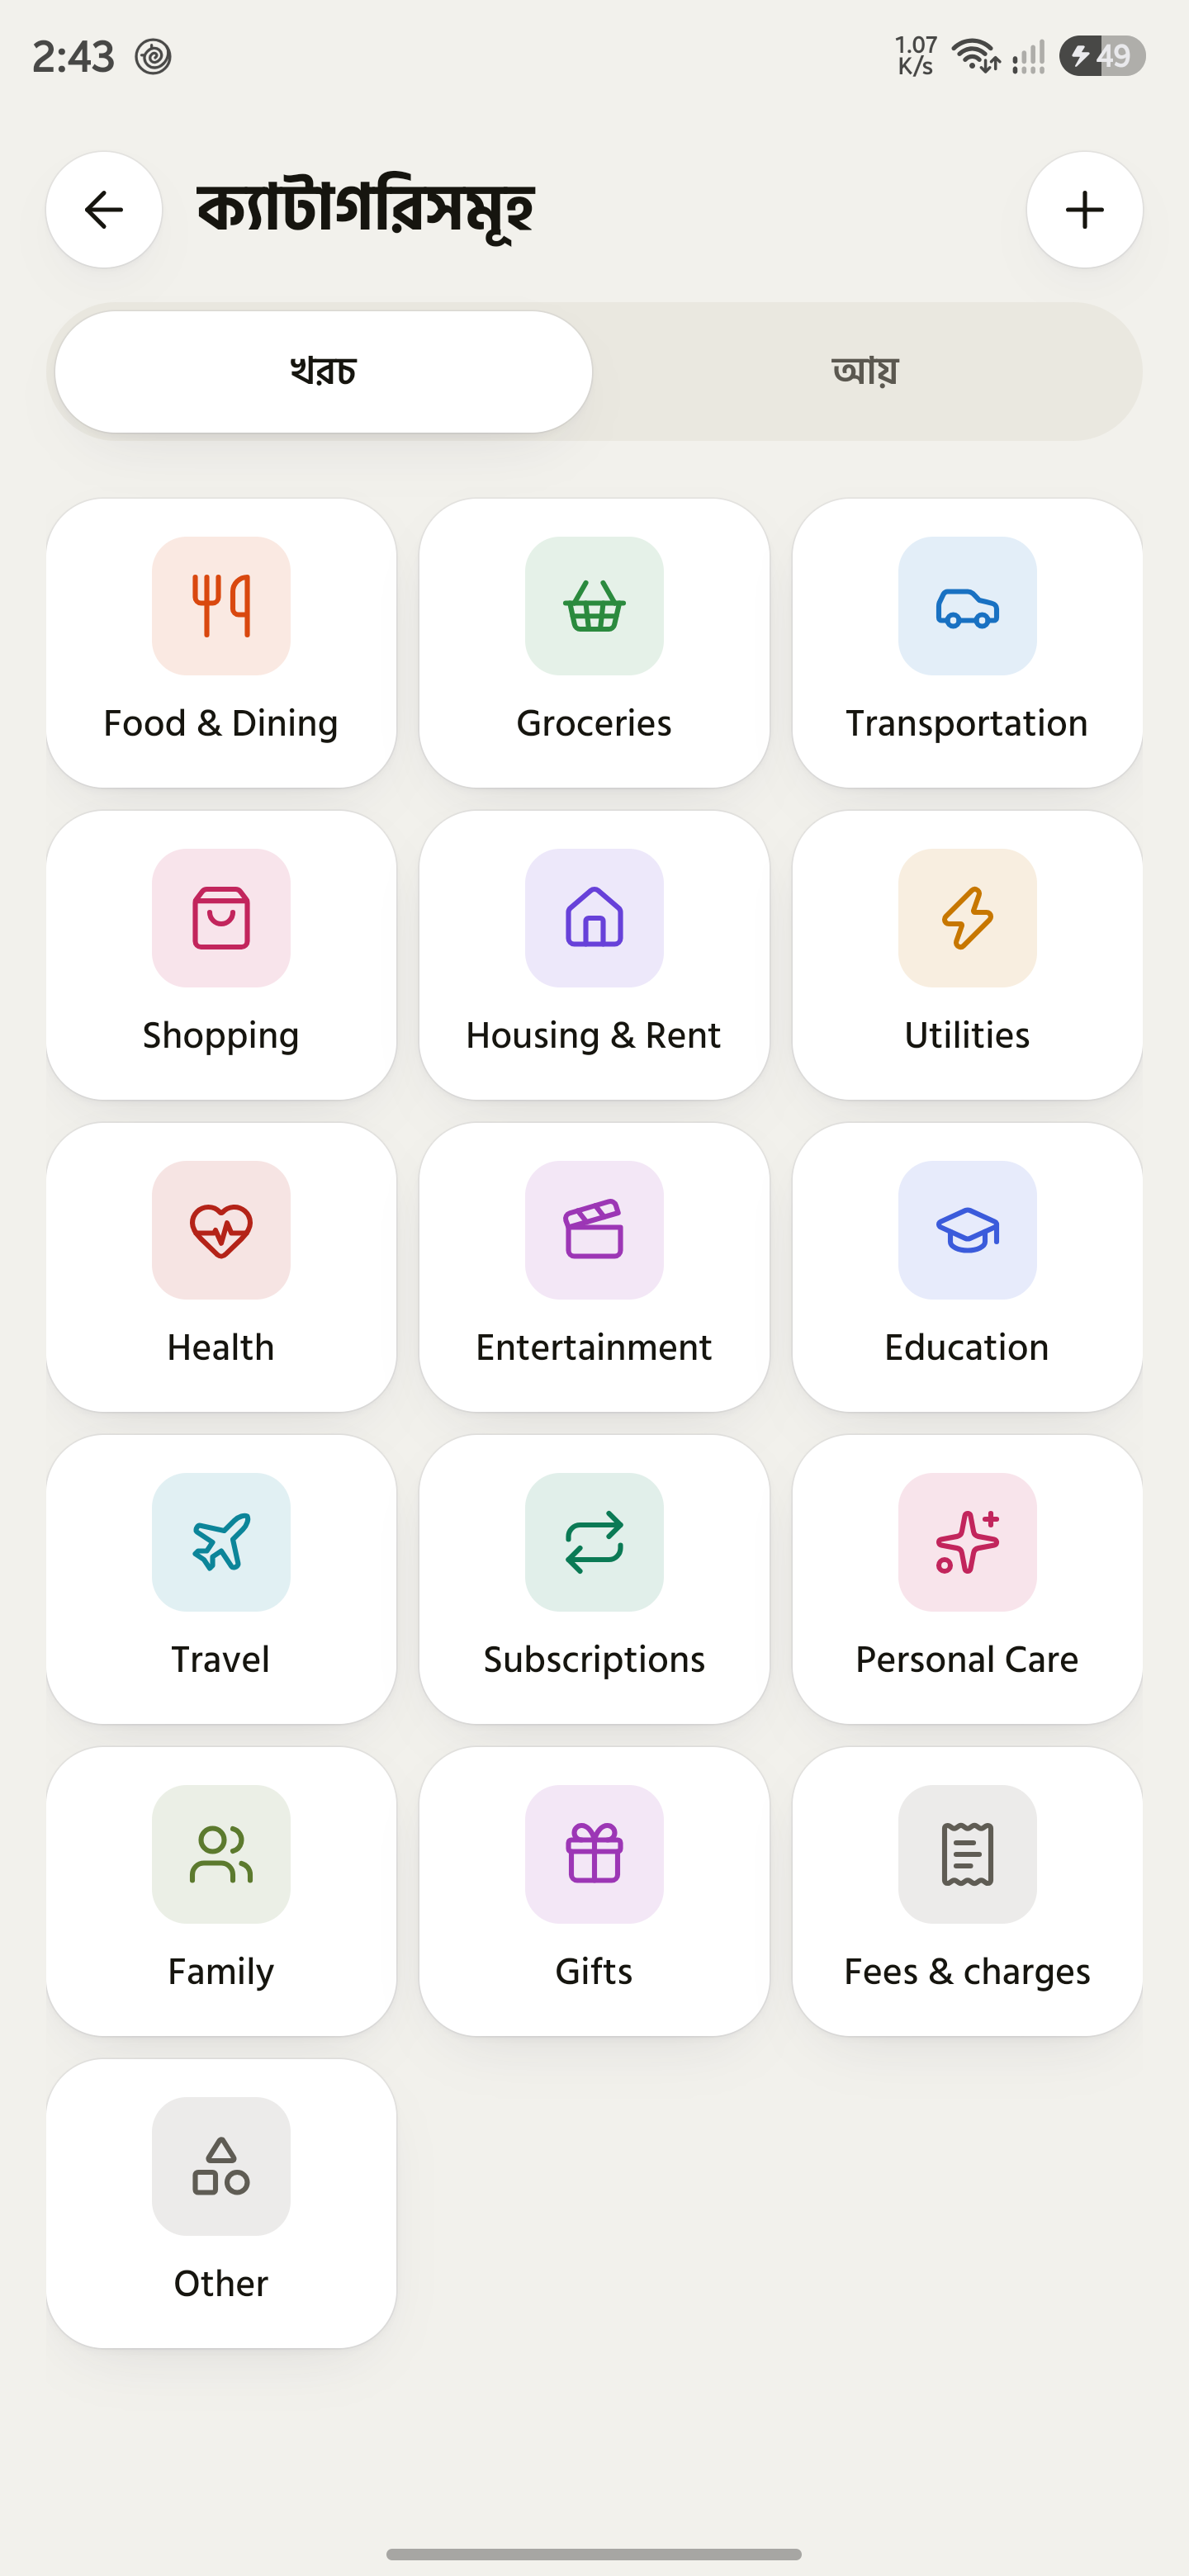 2:43
1.07
K/s
49
ক্যাটাগরিসমূহ
খরচ
আয়
Food & Dining
Groceries
Transportation
Shopping
Housing & Rent
Utilities
Health
Entertainment
Education
Travel
Subscriptions
Personal Care
Family
Gifts
Fees & charges
Other